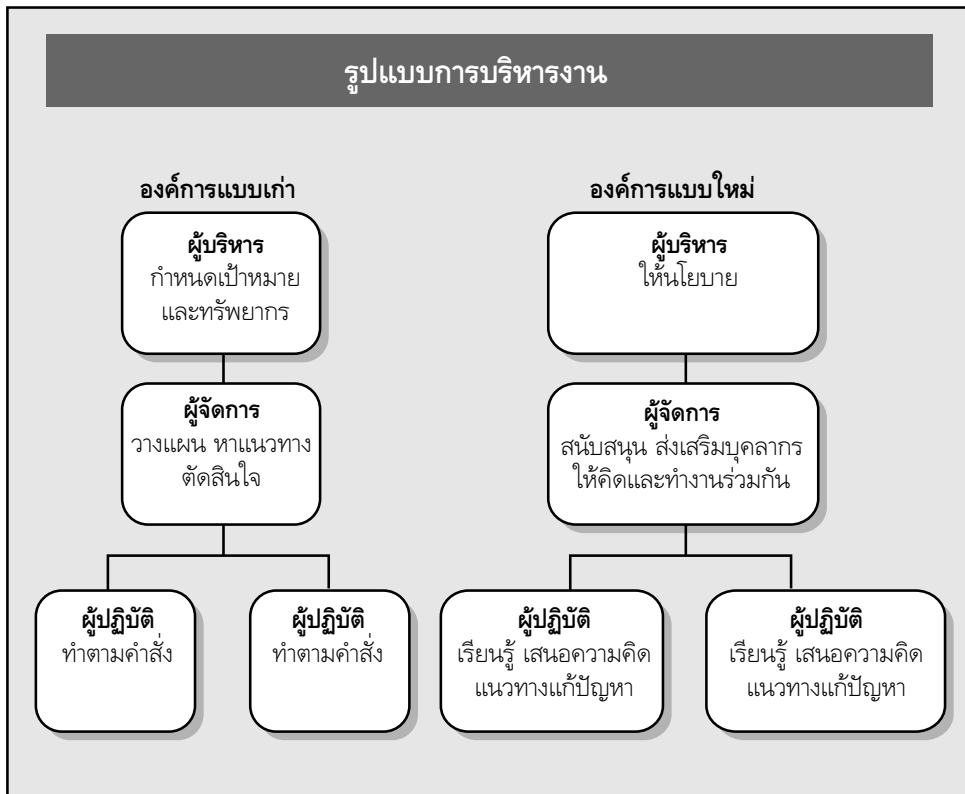 รูปแบบการบริหารงาน
องค์การแบบเก่า
ผู้บริหาร
กำหนดเป้าหมาย
และทรัพยากร
ผู้จัดการ
วางแผน หาแนวทาง
ตัดสินใจ
ผู้ปฏิบัติ
ทำตามคำสั่ง
ผู้ปฏิบัติ
ทำตามคำสั่ง
องค์การแบบใหม่
ผู้บริหาร
ให้นโยบาย
ผู้จัดการ
สนับสนุน ส่งเสริมบุคลากร
ให้คิดและทำงานร่วมกัน
ผู้ปฏิบัติ
เรียนรู้ เสนอความคิด
แนวทางแก้ปัญหา
ผู้ปฏิบัติ
เรียนรู้ เสนอความคิด
แนวทางแก้ปัญหา